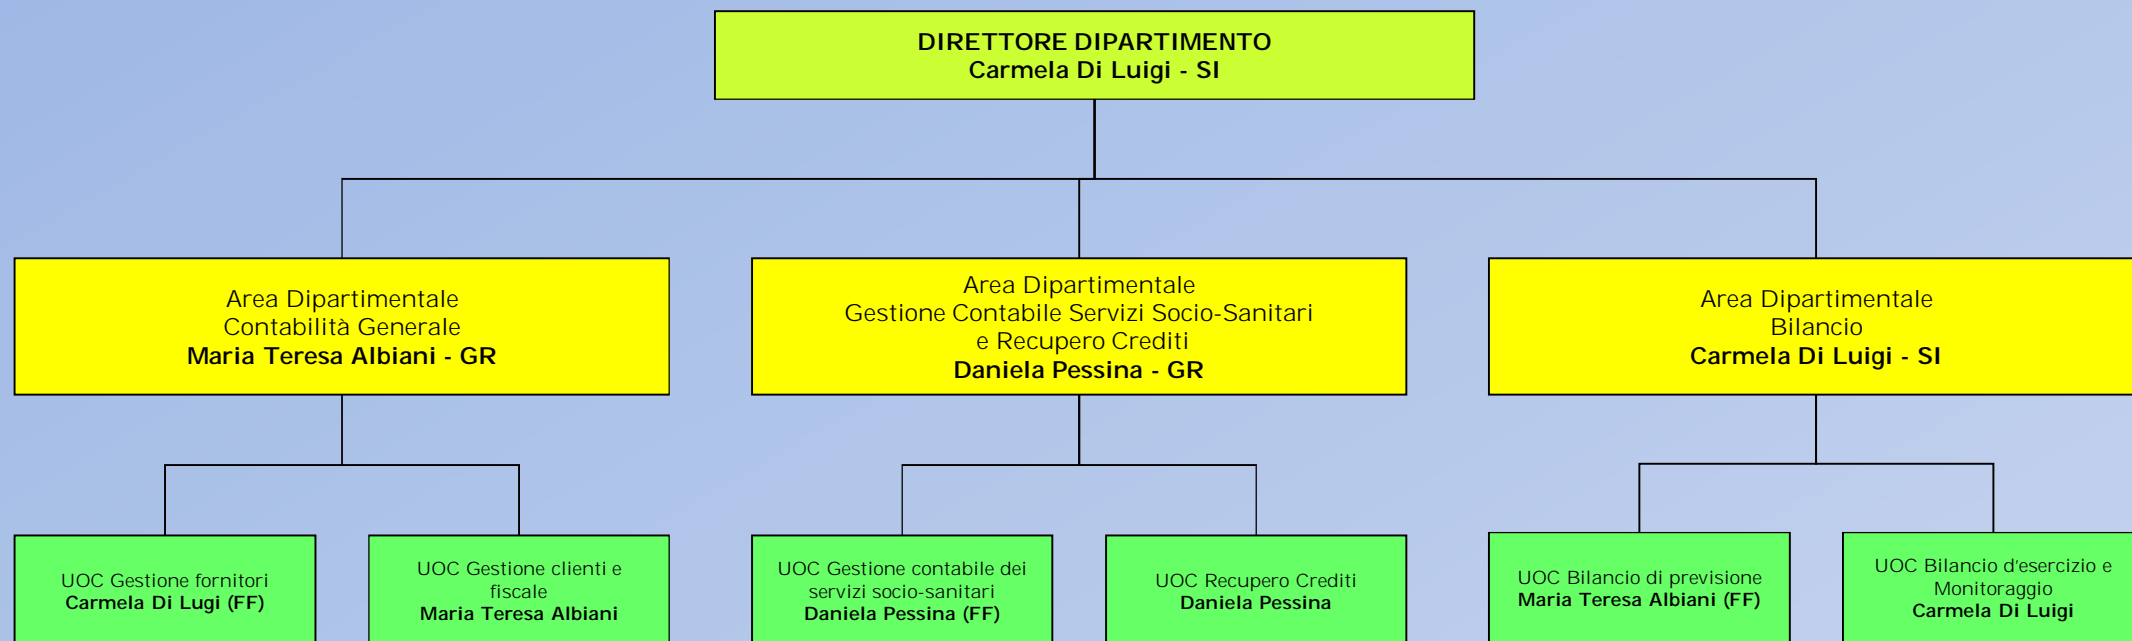 DIRETTORE DIPARTIMENTO
Carmela Di Luigi - SI
Area Dipartimentale
Contabilità Generale
Maria Teresa Albiani - GR
Area Dipartimentale
Gestione Contabile Servizi Socio-Sanitari
e Recupero Crediti
Daniela Pessina - GR
Area Dipartimentale
Bilancio
Carmela Di Luigi - SI
UOC Gestione fornitori
Carmela Di Lugi (FF)
UOC Gestione clienti e
fiscale
Maria Teresa Albiani
UOC Gestione contabile dei
servizi socio-sanitari
Daniela Pessina (FF)
UOC Recupero Crediti
Daniela Pessina
UOC Bilancio di previsione
Maria Teresa Albiani (FF)
UOC Bilancio d'esercizio e
Monitoraggio
Carmela Di Luigi